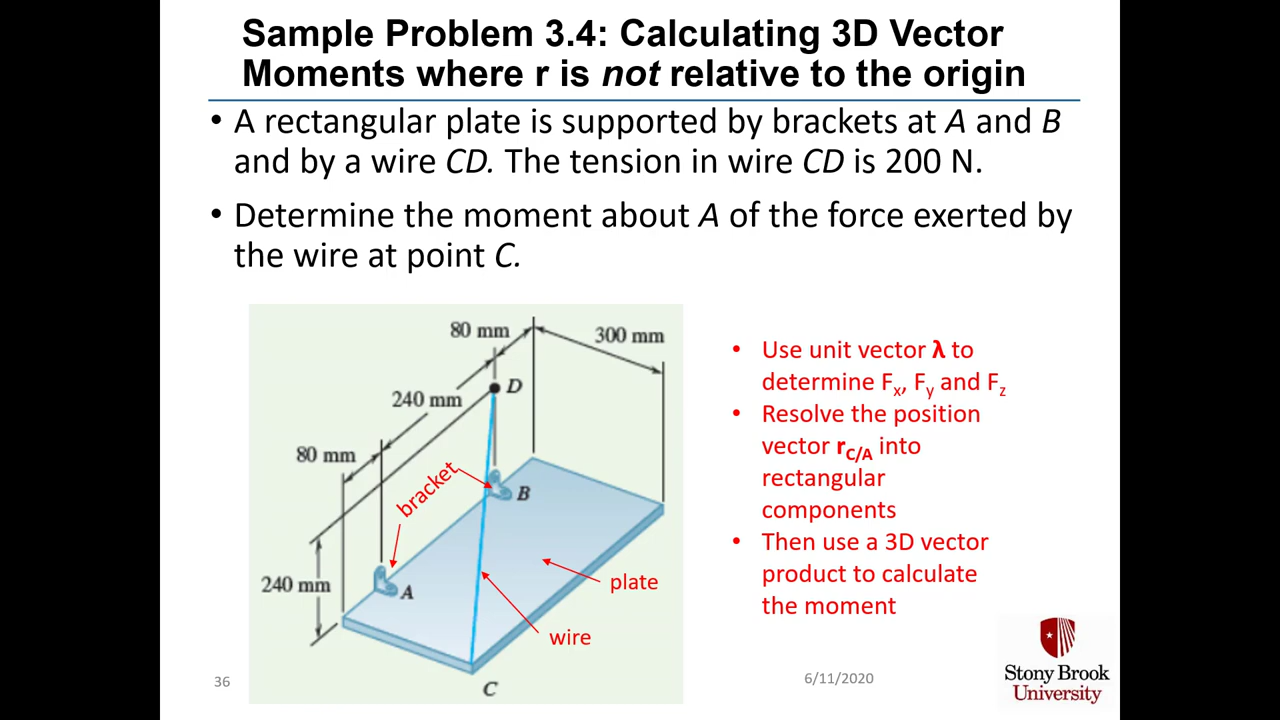 Sample Problem 3.4: Calculating 3D Vector
Moments where r is not relative to the origin
• A rectangular plate is supported by brackets at A and B
and by a wire CD. The tension in wire CD is 200 N.
• Determine the moment about A of the force exerted by
the wire at point C.
80 mm
300 mm
D
240 mm
80 mm
bracket
B
240 mm
A
plate
wire
C
• Use unit vector λ to
determine Fx, Fy and Fz
• Resolve the position
vector rC/A into
rectangular
components
• Then use a 3D vector
product to calculate
the moment
36
6/11/2020
Stony Brook
University